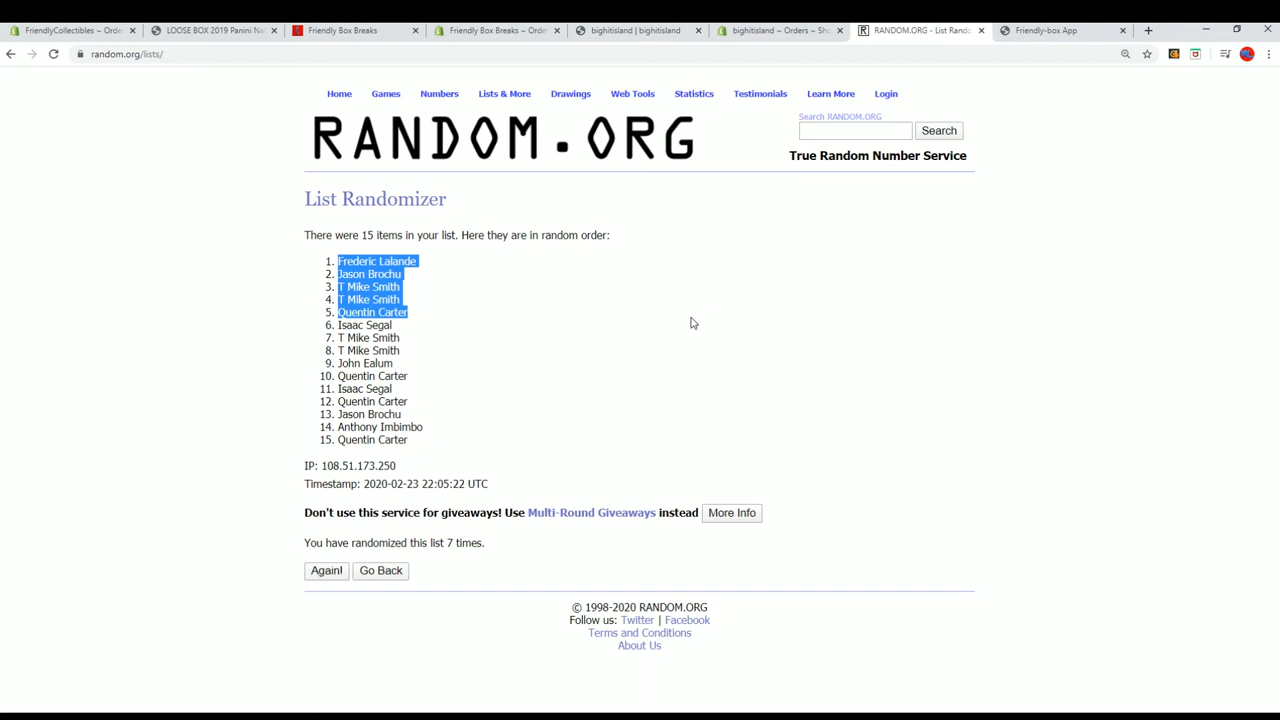 FriendlyCollectibles – Orde
LOOSE BOX 2019 Panini Na
Friendly Box Breaks
Friendly Box Breaks – Orde
bighitisland | bighitisland
bighitisland – Orders – Sho
RANDOM.ORG - List Rando
Friendly-box App
random.org/lists/
Home Games Numbers Lists & More Drawings Web Tools Statistics Testimonials Learn More Login
RANDOM.ORG
Search RANDOM.ORG
Search
True Random Number Service
List Randomizer
There were 15 items in your list. Here they are in random order:
1. Frederic Lalande
2. Jason Brochu
3. T Mike Smith
4. T Mike Smith
5. Quentin Carter
6. Isaac Segal
7. T Mike Smith
8. T Mike Smith
9. John Ealum
10. Quentin Carter
11. Isaac Segal
12. Quentin Carter
13. Jason Brochu
14. Anthony Imbimbo
15. Quentin Carter
IP: 108.51.173.250
Timestamp: 2020-02-23 22:05:22 UTC
Don't use this service for giveaways! Use Multi-Round Giveaways instead More Info
You have randomized this list 7 times.
Again! Go Back
© 1998-2020 RANDOM.ORG
Follow us: Twitter | Facebook
Terms and Conditions
About Us